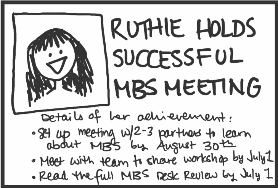 RUTHIE HOLDS
SUCCESSFUL
MBS MEETING
Details of her achievement:
• Set up meeting w/2-3 partners to learn
about MBS by August 30th
• Meet with team to share workshop by July 1
• Read the full MBS Desk Review by July 1